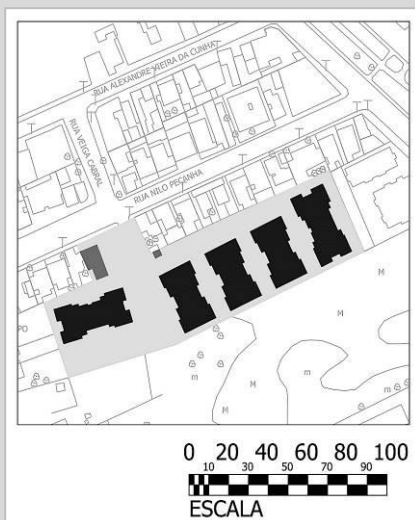 RUA ALEXANDRE VIEIRA DA CUNHA
RUA VEIGA CABRAL
RUA NILO PEÇANHA
PO
M
M
m
M
m
M
0 20 40 60 80 100
10 30 50 70 90
ESCALA